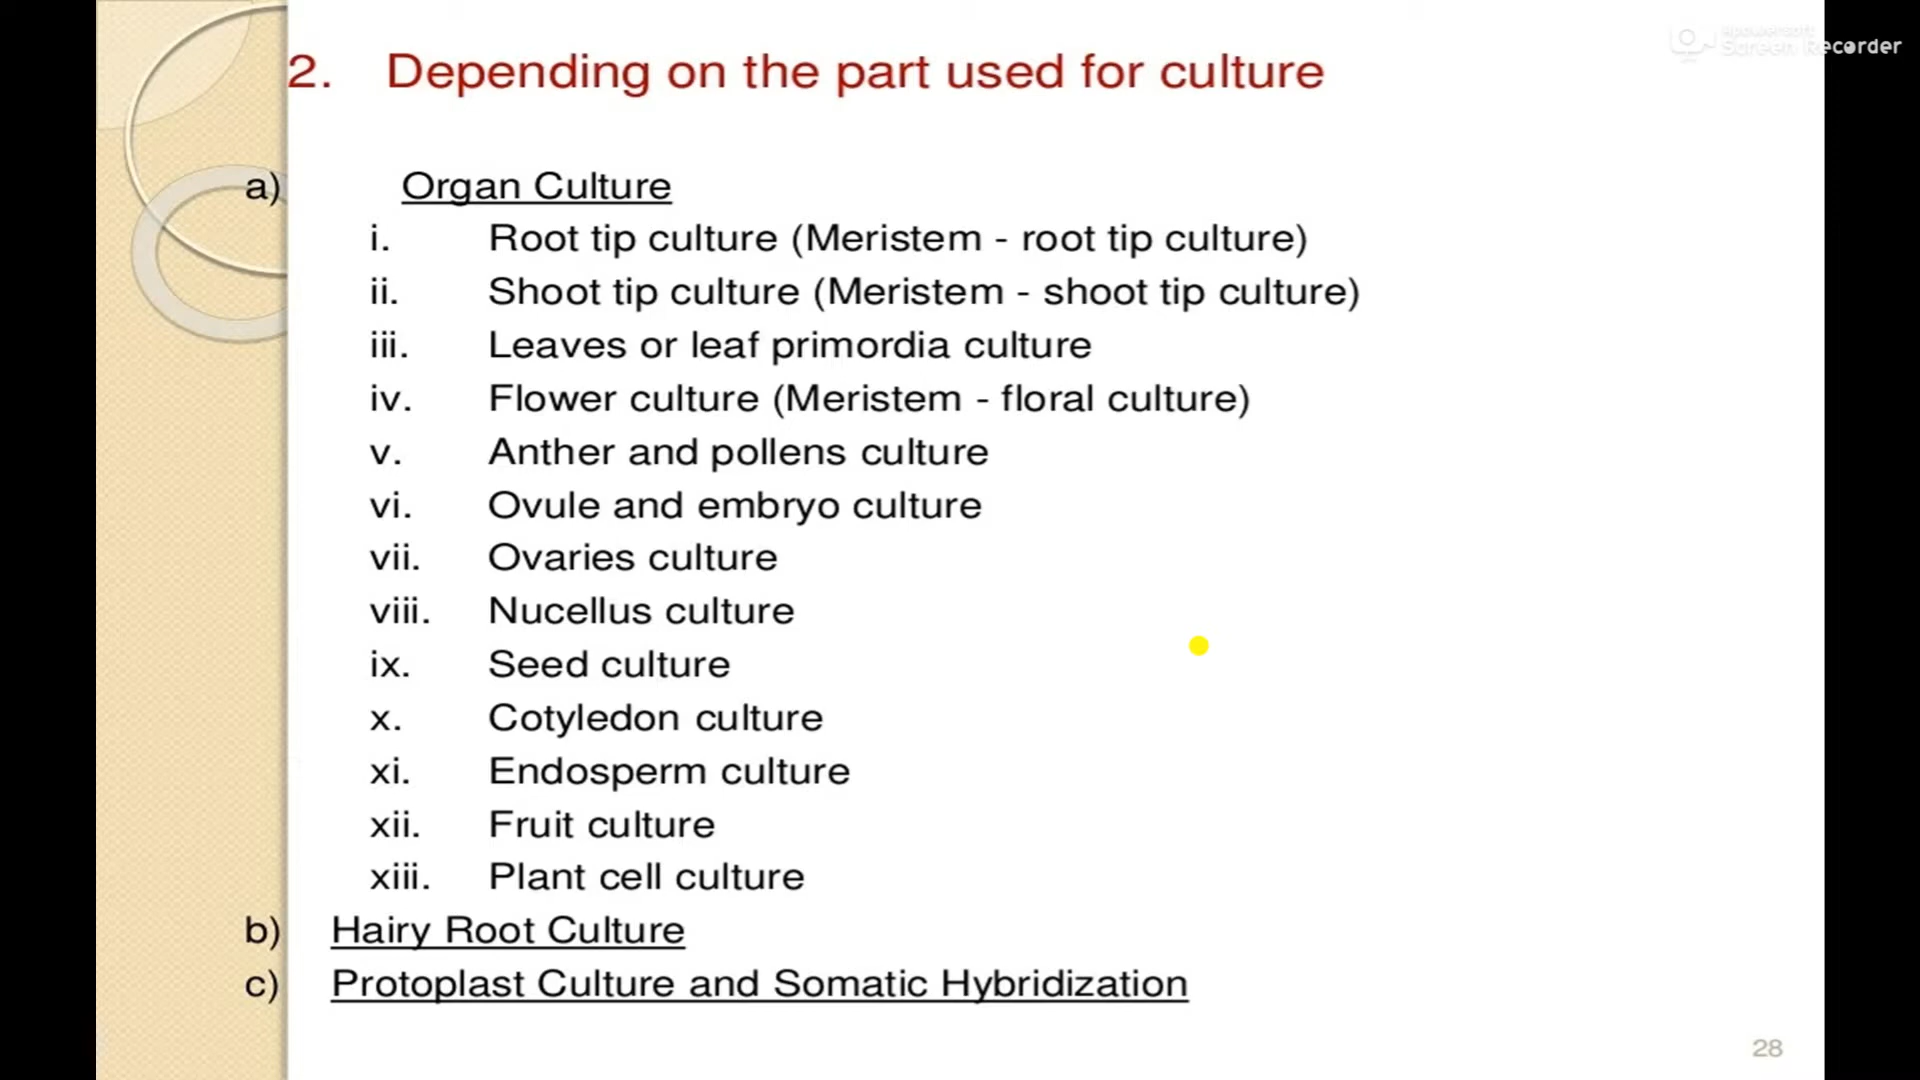 2. Depending on the part used for culture
a) Organ Culture
i. Root tip culture (Meristem - root tip culture)
ii. Shoot tip culture (Meristem - shoot tip culture)
iii. Leaves or leaf primordia culture
iv. Flower culture (Meristem - floral culture)
v. Anther and pollens culture
vi. Ovule and embryo culture
vii. Ovaries culture
viii. Nucellus culture
ix. Seed culture
x. Cotyledon culture
xi. Endosperm culture
xii. Fruit culture
xiii. Plant cell culture
b) Hairy Root Culture
c) Protoplast Culture and Somatic Hybridization
28
Apowersoft
Screen Recorder